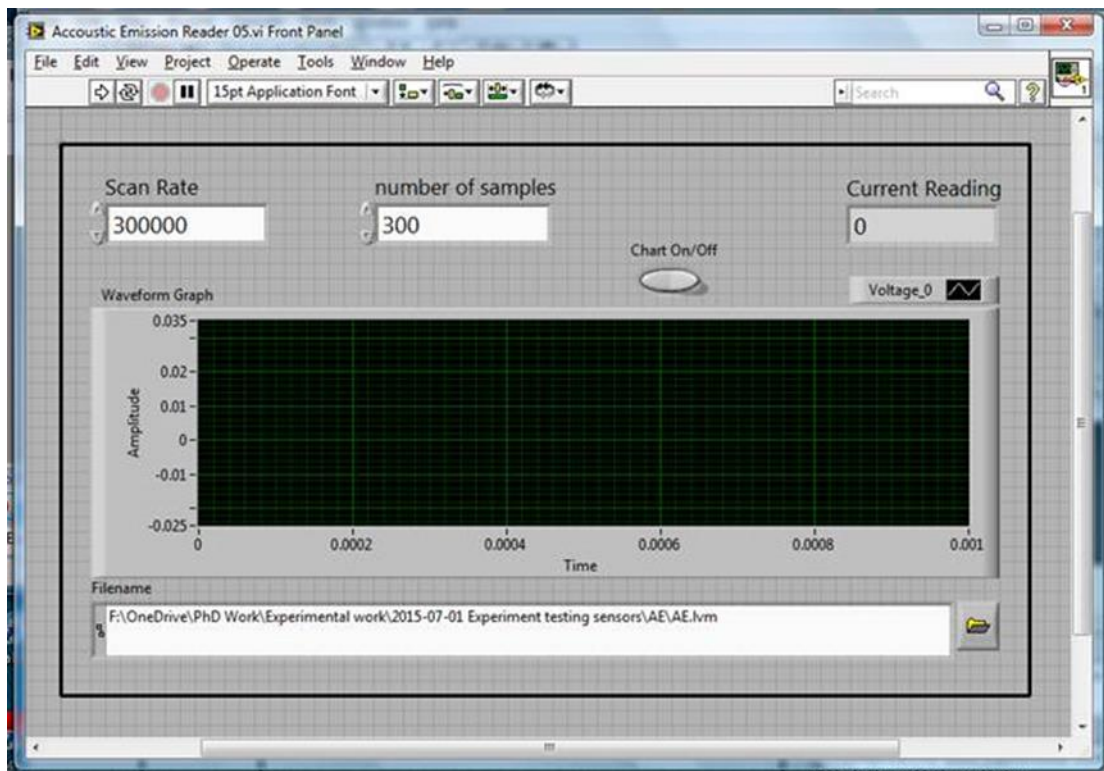 Accoustic Emission Reader 05.vi Front Panel
File Edit View Project Operate Tools Window Help
15pt Application Font
Search
1
Scan Rate
number of samples
Current Reading
300000
300
0
Chart On/Off
Waveform Graph
Voltage_0
0.035
0.02
0.01
0
-0.01
-0.025
Amplitude
0
0.0002
0.0004
0.0006
0.0008
0.001
Time
Filename
F:\OneDrive\PhD Work\Experimental work\2015-07-01 Experiment testing sensors\AE\AE.lvm